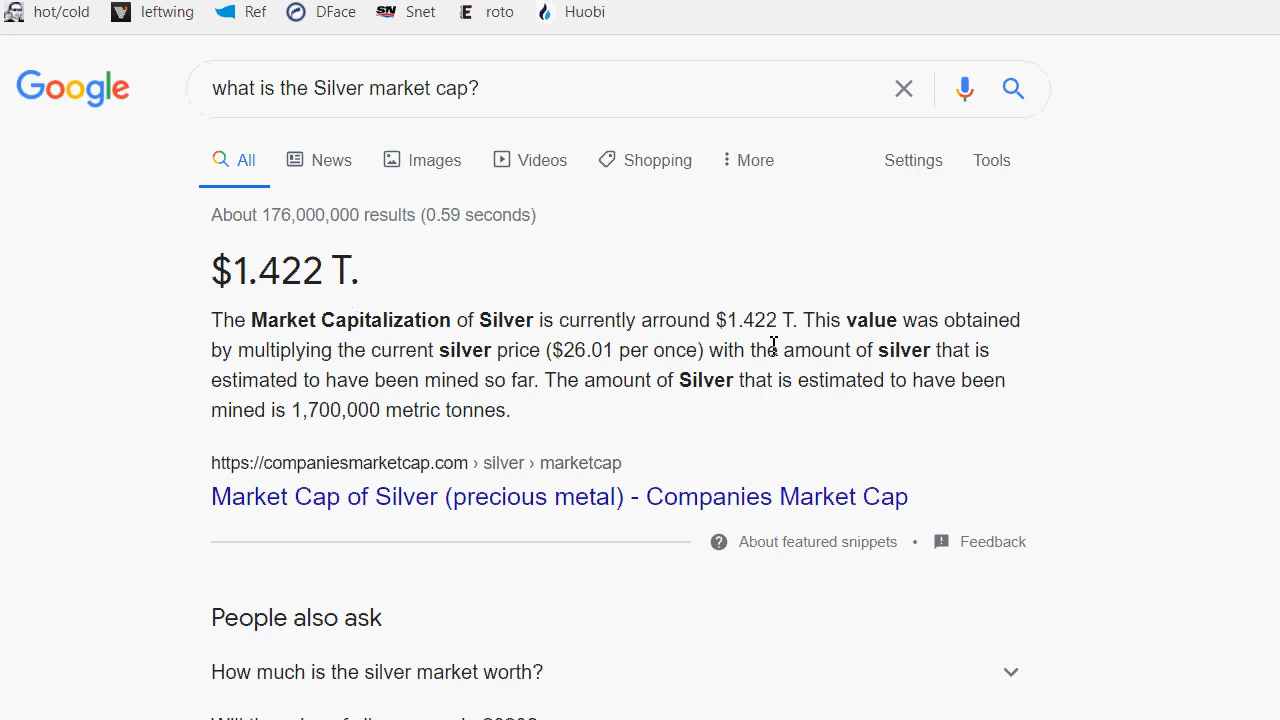 hot/cold leftwing Ref DFace Snet roto Huobi
Google what is the Silver market cap?
All News Images Videos Shopping More Settings Tools
About 176,000,000 results (0.59 seconds)
$1.422 T.
The Market Capitalization of Silver is currently arround $1.422 T. This value was obtained
by multiplying the current silver price ($26.01 per once) with the amount of silver that is
estimated to have been mined so far. The amount of Silver that is estimated to have been
mined is 1,700,000 metric tonnes.
https://companiesmarketcap.com › silver › marketcap
Market Cap of Silver (precious metal) - Companies Market Cap
About featured snippets • Feedback
People also ask
How much is the silver market worth?